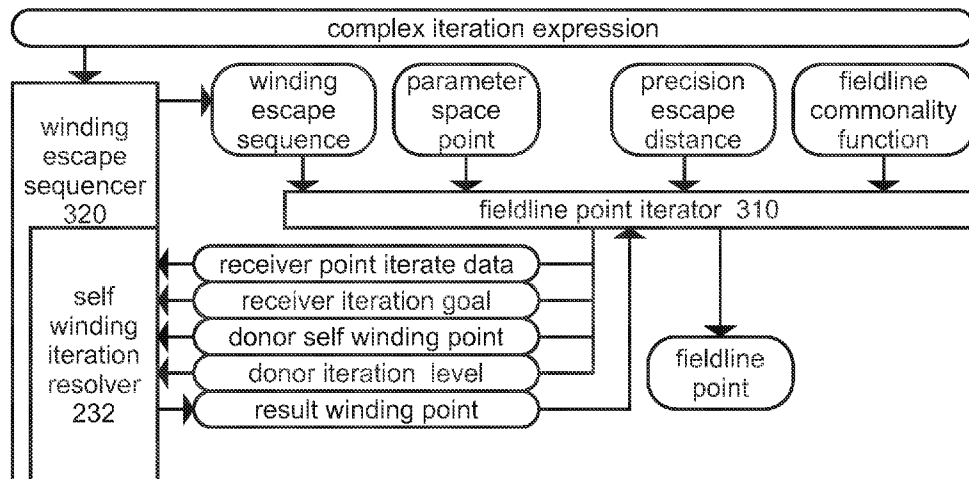 complex iteration expression
winding
escape
sequencer
320
winding
escape
sequence
parameter
space
point
precision
escape
distance
fieldline
commonality
function
fieldline point iterator 310
self
winding
iteration
resolver
232
receiver point iterate data
receiver iteration goal
donor self winding point
donor iteration level
result winding point
fieldline
point